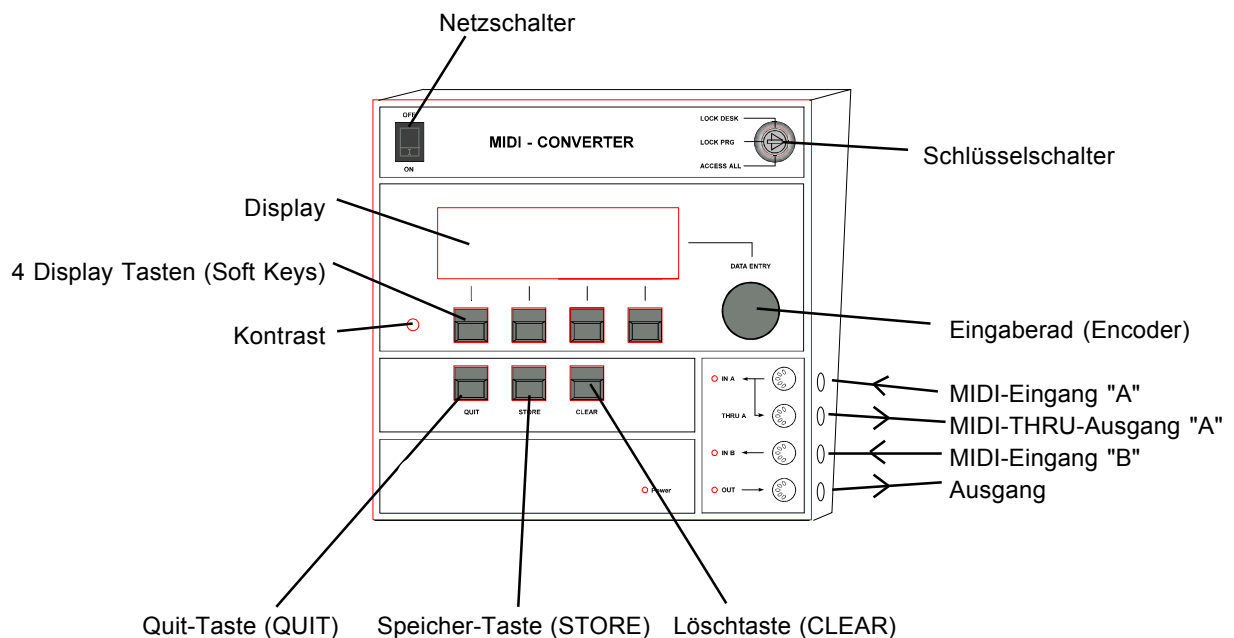 Netzschalter
OFF
ON
MIDI - CONVERTER
LOCK DESK
LOCK PRG
ACCESS ALL
Schlüsselschalter
Display
4 Display Tasten (Soft Keys)
DATA ENTRY
Kontrast
Eingaberad (Encoder)
QUIT
STORE
CLEAR
IN A
THRU A
IN B
OUT
Power
MIDI-Eingang "A"
MIDI-THRU-Ausgang "A"
MIDI-Eingang "B"
Ausgang
Quit-Taste (QUIT)
Speicher-Taste (STORE)
Löschtaste (CLEAR)